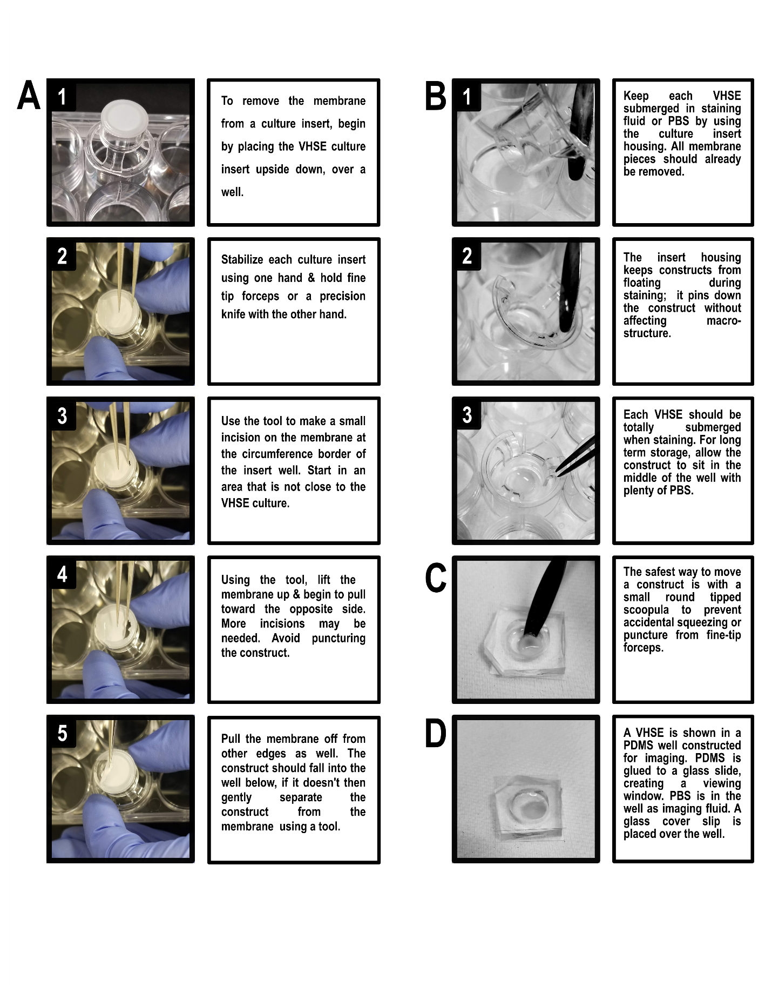 A
1
To remove the membrane
from a culture insert, begin
by placing the VHSE culture
insert upside down, over a
well.
2
Stabilize each culture insert
using one hand & hold fine
tip forceps or a precision
knife with the other hand.
3
Use the tool to make a small
incision on the membrane at
the circumference border of
the insert well. Start in an
area that is not close to the
VHSE culture.
4
Using the tool, lift the
membrane up & begin to pull
toward the opposite side.
More incisions may be
needed. Avoid puncturing
the construct.
5
Pull the membrane off from
other edges as well. The
construct should fall into the
well below, if it doesn't then
gently separate the
construct from the
membrane using a tool.
B
1
Keep each VHSE
submerged in staining
fluid or PBS by using
the culture insert
housing. All membrane
pieces should already
be removed.
2
The insert housing
keeps constructs from
floating during
staining; it pins down
the construct without
affecting macro-
structure.
3
Each VHSE should be
totally submerged
when staining. For long
term storage, allow the
construct to sit in the
middle of the well with
plenty of PBS.
C
The safest way to move
a construct is with a
small round tipped
scoopula to prevent
accidental squeezing or
puncture from fine-tip
forceps.
D
A VHSE is shown in a
PDMS well constructed
for imaging. PDMS is
glued to a glass slide,
creating a viewing
window. PBS is in the
well as imaging fluid. A
glass cover slip is
placed over the well.